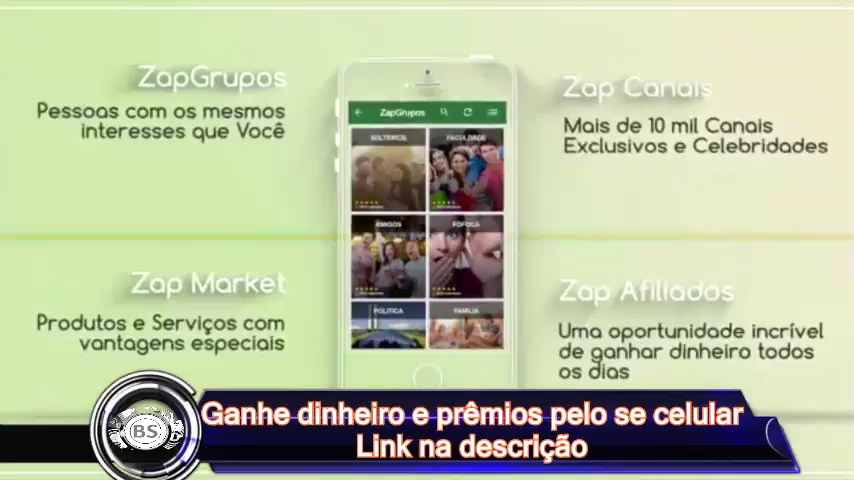 ZapGrupos
Pessoas com os mesmos
interesses que Você
Zap Canais
Mais de 10 mil Canais
Exclusivos e Celebridades
ZapGrupos
SOLTEIROS
FACULDADE
AMIGOS
FOFOCA
POLITICA
FAMILIA
Zap Market
Produtos e Serviços com
vantagens especiais
Zap Afiliados
Uma oportunidade incrível
de ganhar dinheiro todos
os dias
BS
Ganhe dinheiro e prêmios pelo se celular
Link na descrição